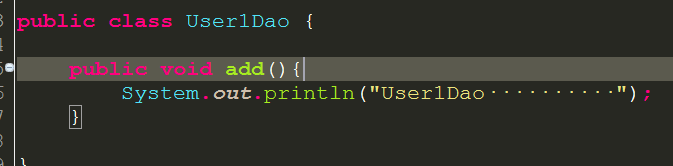 public class User1Dao {
public void add(){
System.out.println("User1Dao··········");
}
}